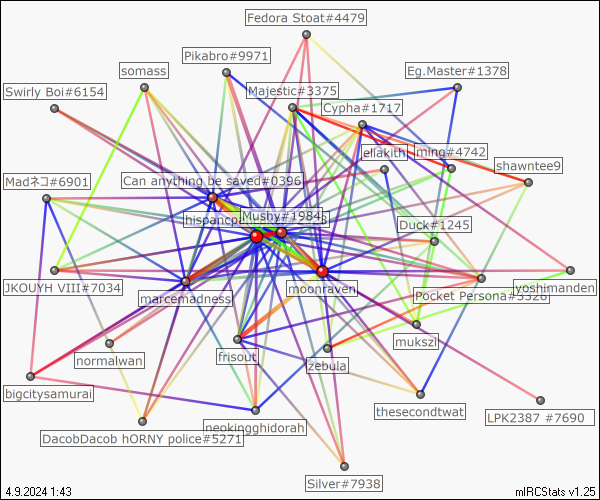 Fedora Stoat#4479
Pikabro#9971
somass
Eg.Master#1378
Swirly Boi#6154
Majestic#3375
Cypha#1717
jellakith
ming#4742
shawntee9
Madネコ#6901
Can anything be saved#0396
Mushy#1984
Duck#1245
JKOUYH VIII#7034
marcemadness
moonraven
Pocket Persona#5326
yoshimanden
normalwan
frisout
zebula
mukszl
bigcitysamurai
thesecondtwat
LPK2387 #7690
neokingghidorah
DacobDacob hORNY police#5271
Silver#7938
4.9.2024 1:43
mIRCStats v1.25